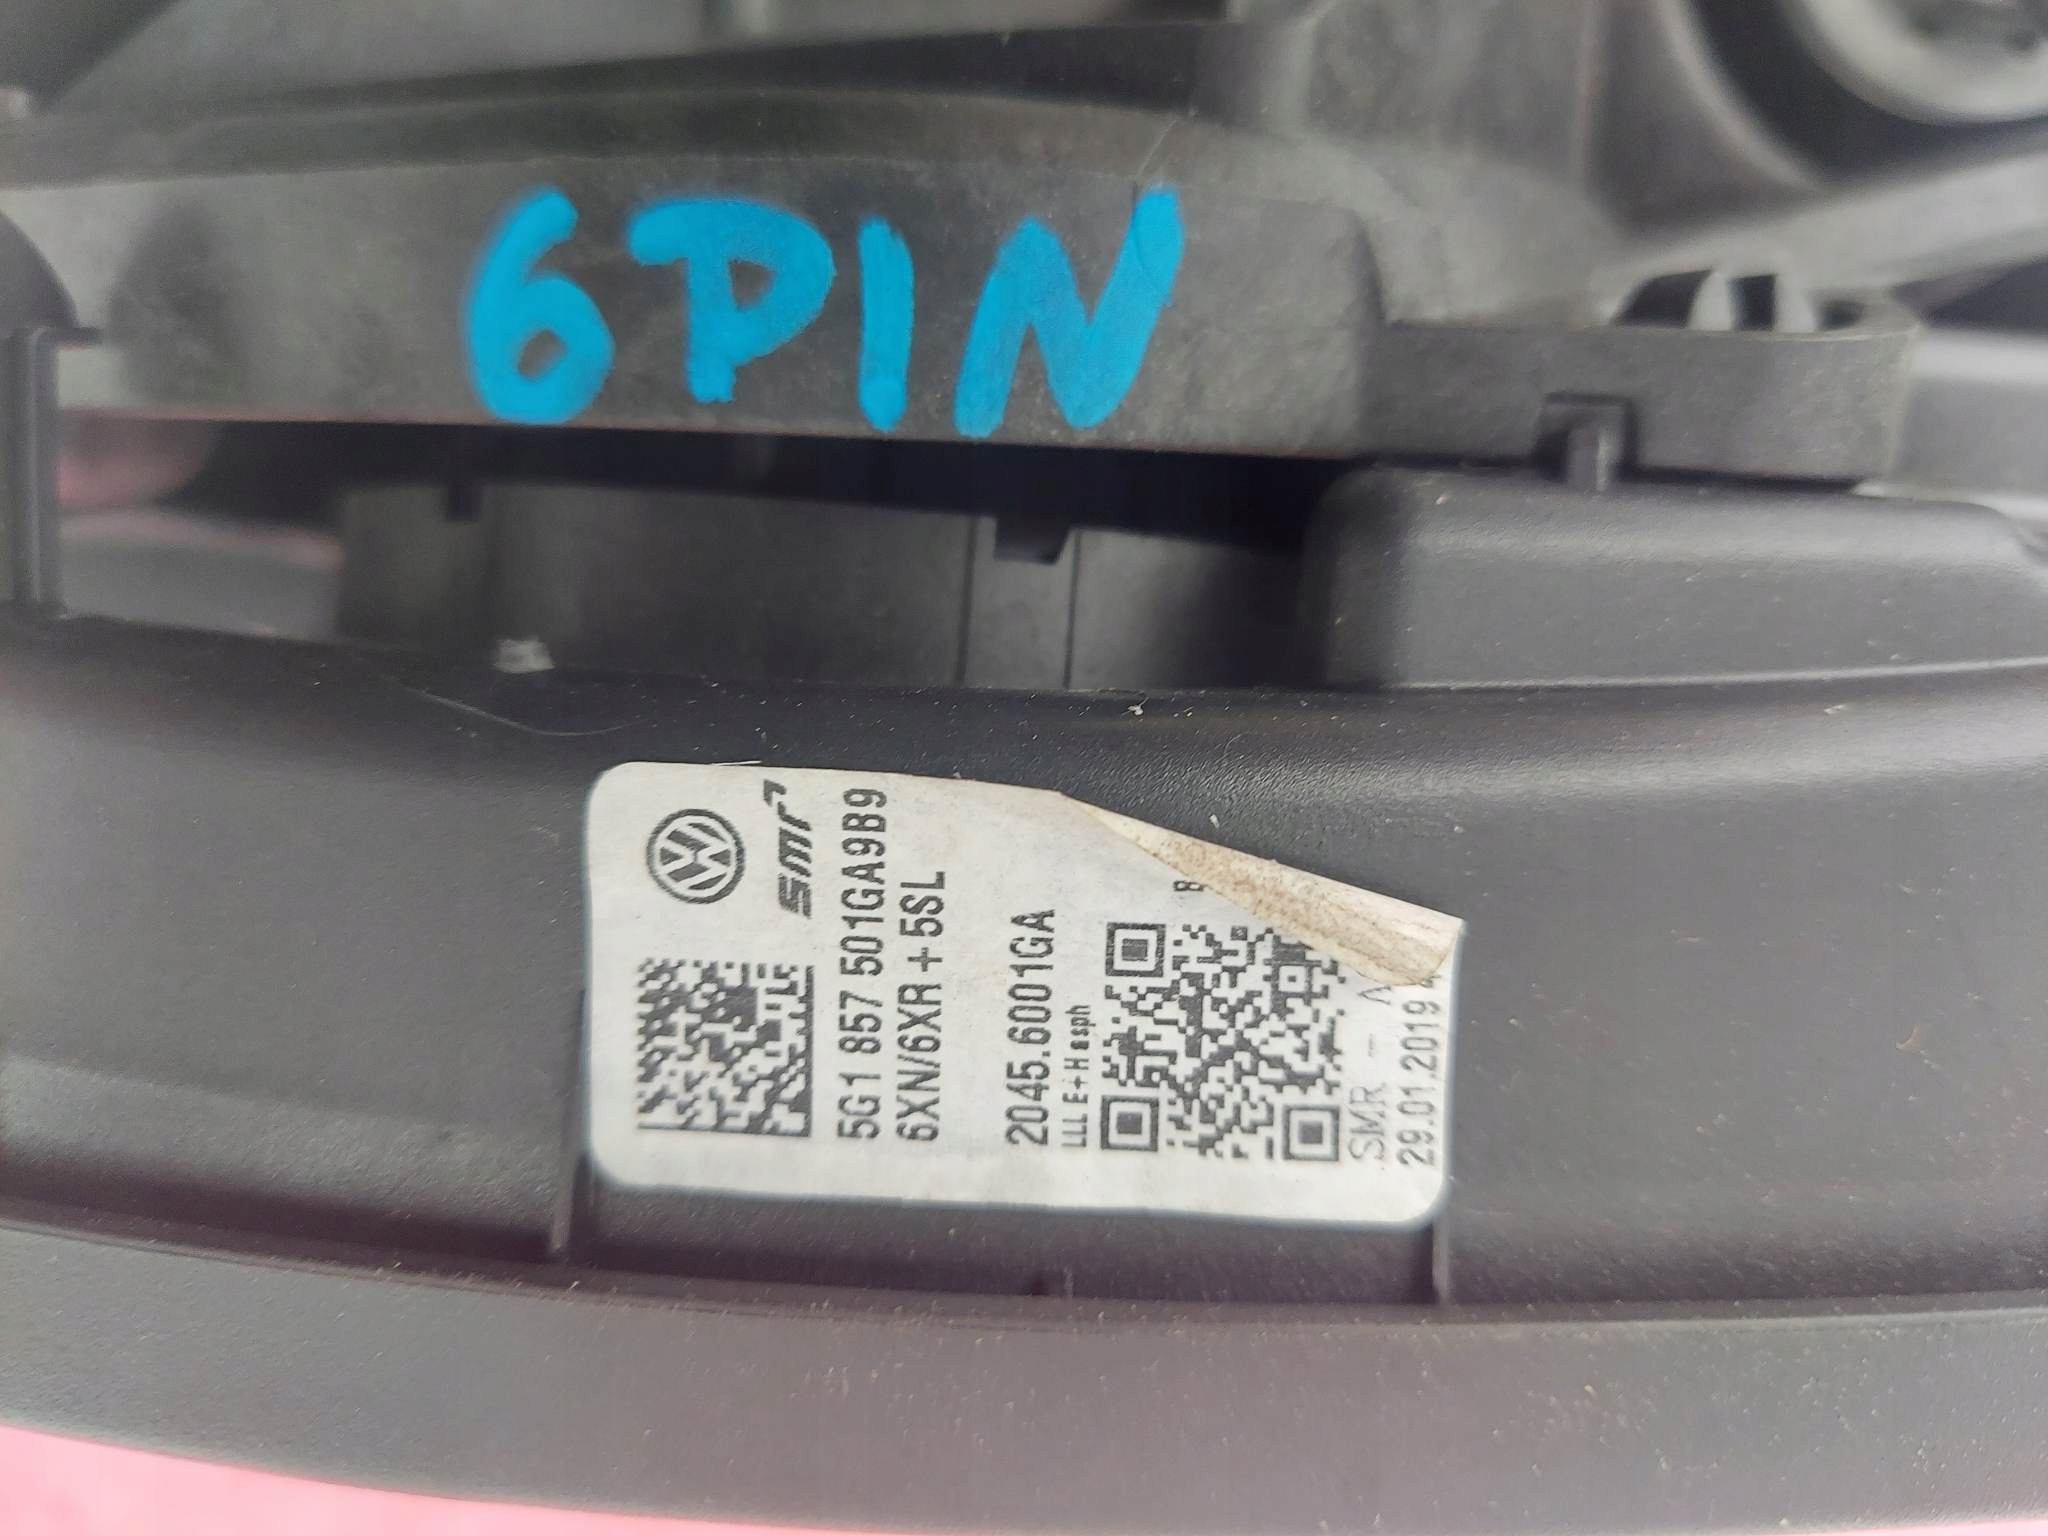 6PIN
smr
5G1 857 501GA9B9
6XN/6XR+5SL
2045.6001GA
LLL E+H asph
SMR - A
29.01.2019